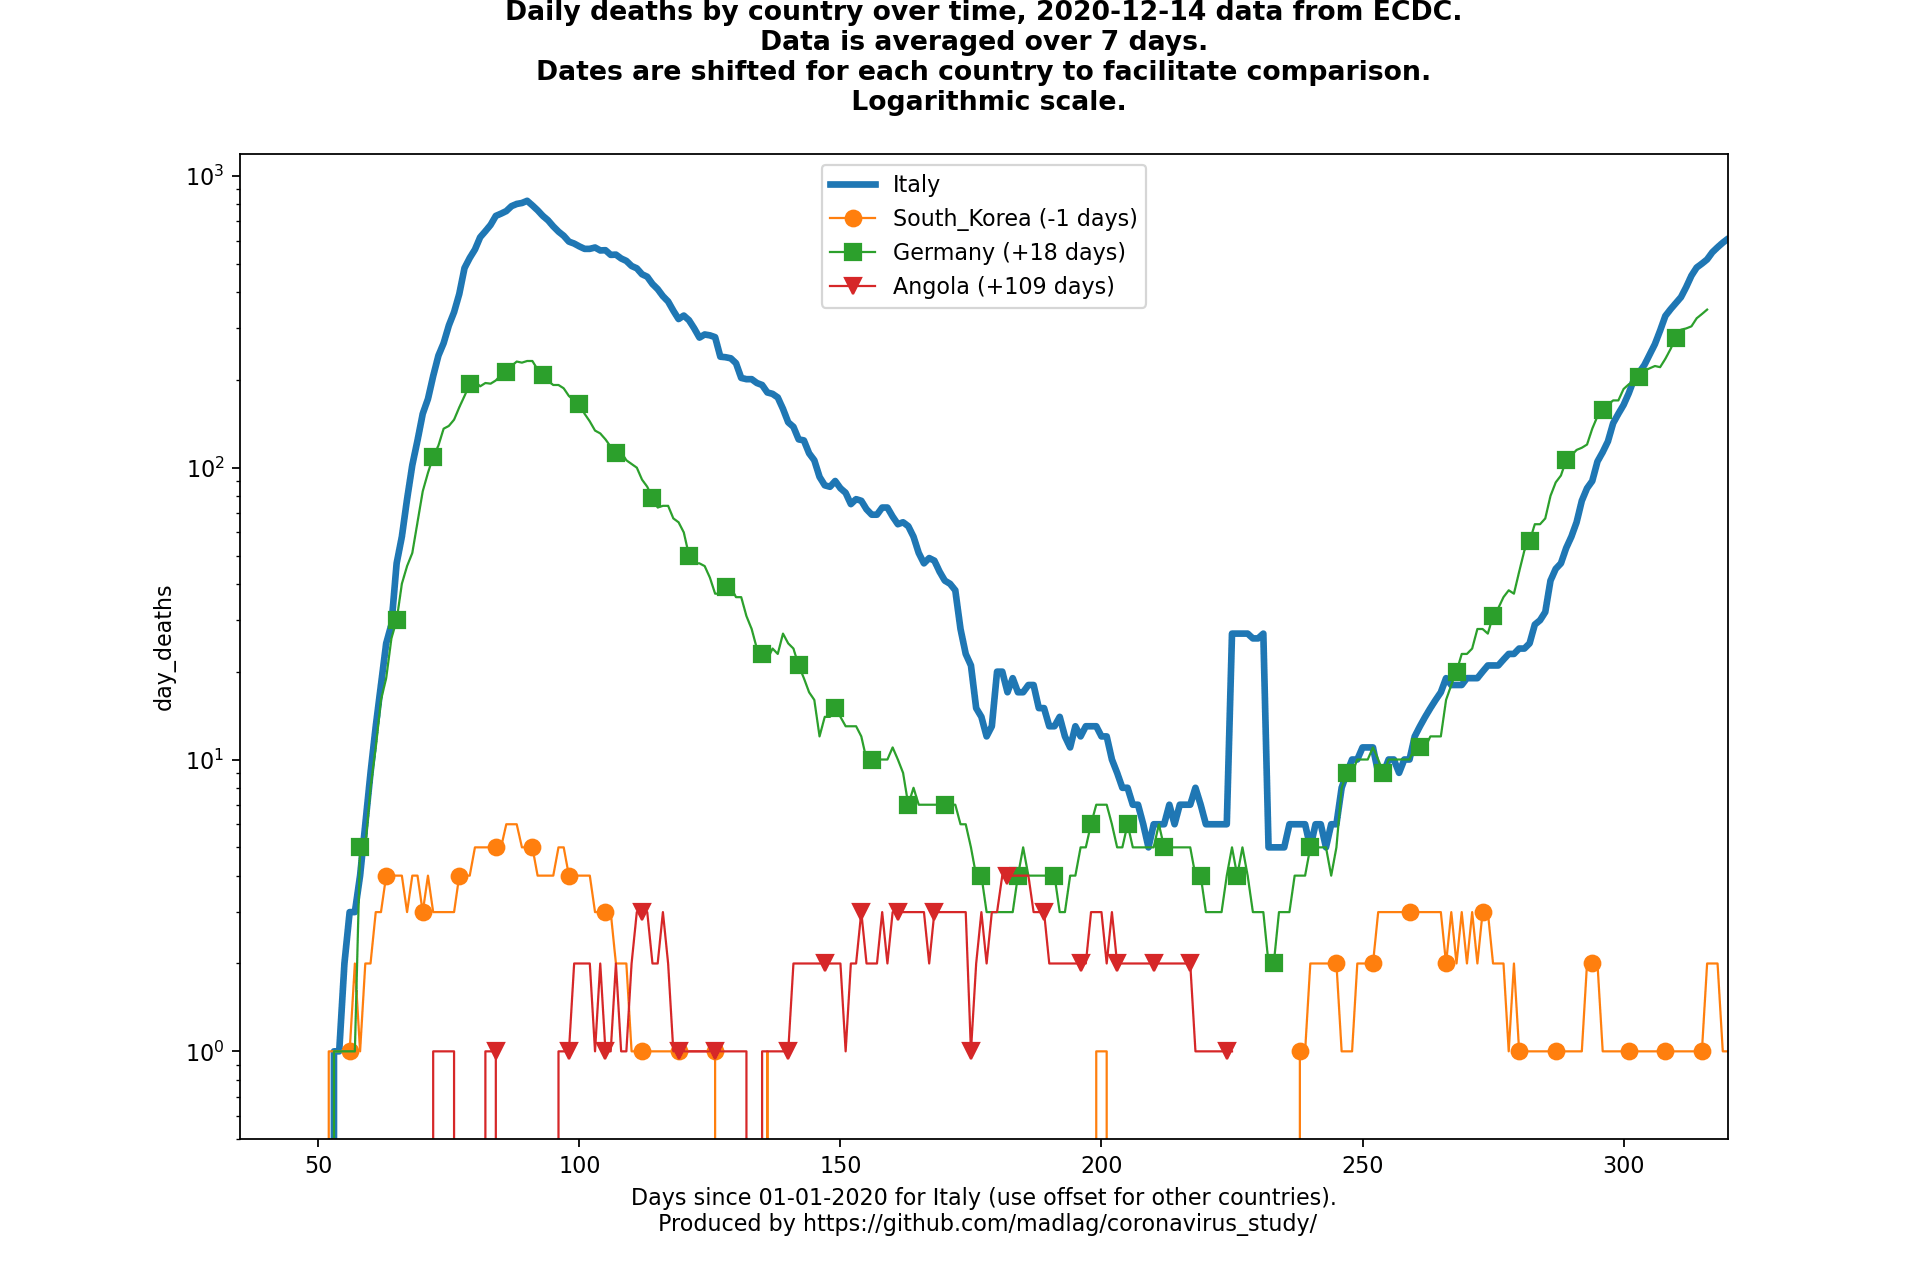 Daily deaths by country over time, 2020-12-14 data from ECDC.
Data is averaged over 7 days.
Dates are shifted for each country to facilitate comparison.
Logarithmic scale.
Italy
South_Korea (-1 days)
Germany (+18 days)
Angola (+109 days)
day_deaths
10³
10²
10¹
10⁰
50 100 150 200 250 300
Days since 01-01-2020 for Italy (use offset for other countries).
Produced by https://github.com/madlag/coronavirus_study/